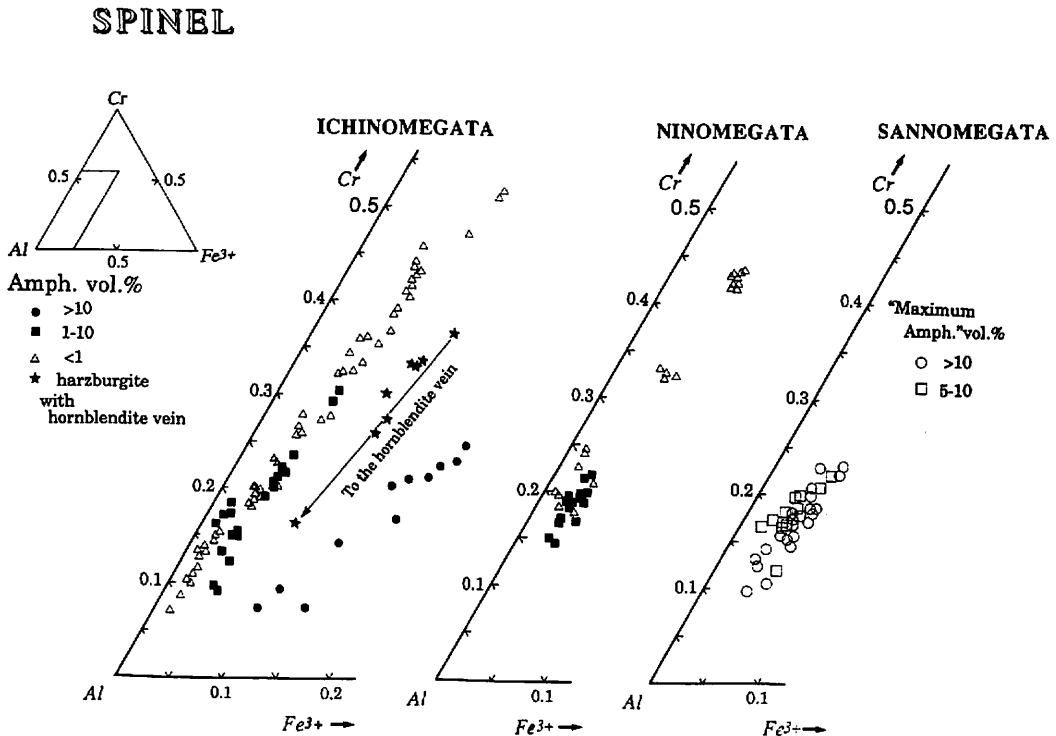 SPINEL
Cr
0.5
0.5
Al
0.5
Fe3+
Amph. vol.%
>10
1-10
<1
harzburgite
with
hornblendite vein
ICHINOMEGATA
Cr
0.5
0.4
0.3
0.2
0.1
To the hornblendite vein
Al
0.1
0.2
Fe3+
NINOMEGATA
Cr
0.5
0.4
0.3
0.2
0.1
Al
0.1
Fe3+
SANNOMEGATA
Cr
0.5
0.4
0.3
0.2
0.1
Al
0.1
Fe3+
"Maximum
Amph."vol.%
>10
5-10